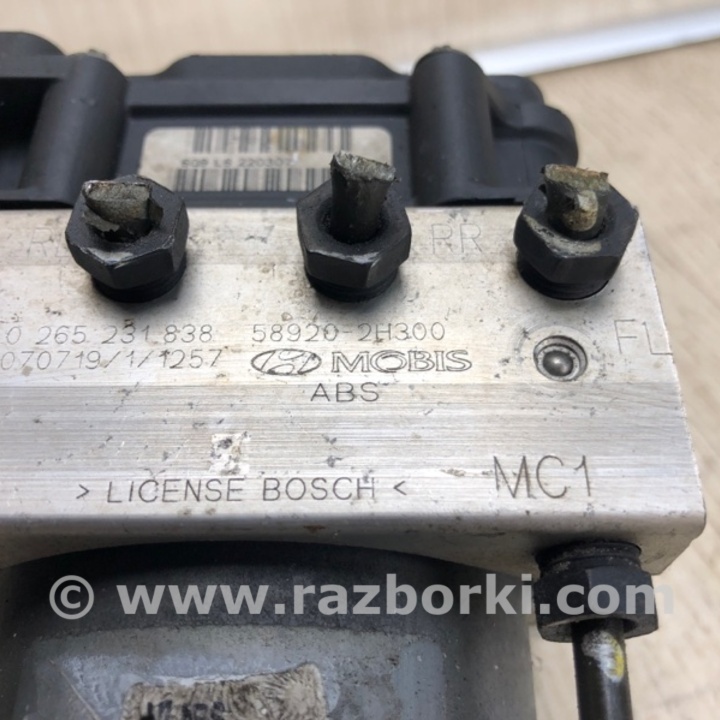 R RR FL
0 265 231 838 58920-2H300
070719/1/1257 MOBIS
ABS
> LICENSE BOSCH < MC1
© www.razborki.com